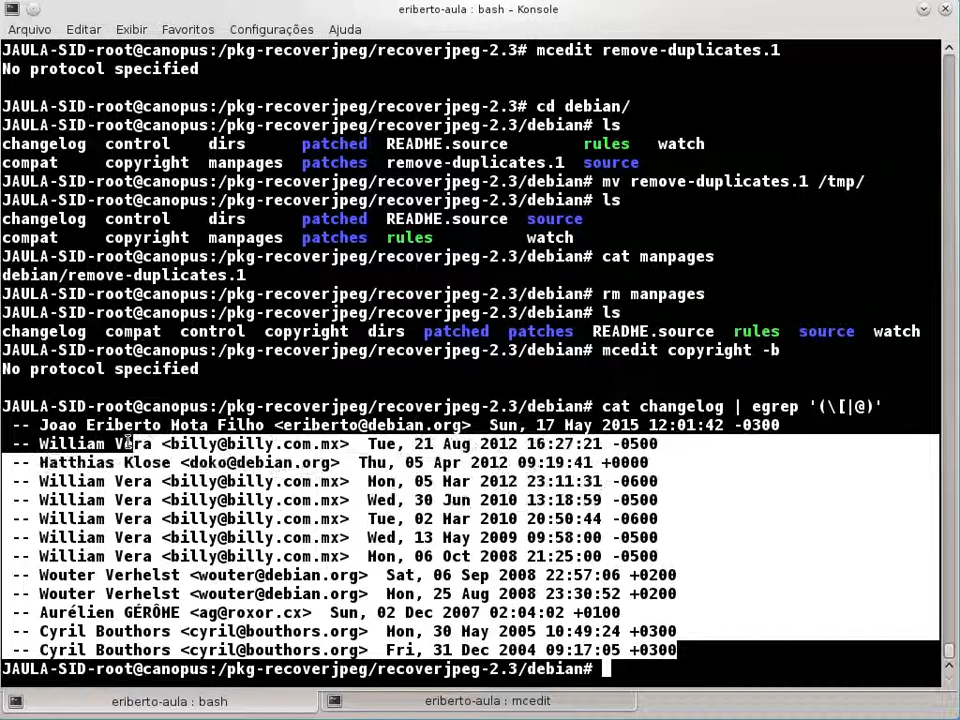 eriberto-aula : bash – Konsole
Arquivo Editar Exibir Favoritos Configurações Ajuda
JAULA-SID-root@canopus:/pkg-recoverjpeg/recoverjpeg-2.3# mcedit remove-duplicates.1
No protocol specified
JAULA-SID-root@canopus:/pkg-recoverjpeg/recoverjpeg-2.3# cd debian/
JAULA-SID-root@canopus:/pkg-recoverjpeg/recoverjpeg-2.3/debian# ls
changelog control dirs patched README.source rules watch
compat copyright manpages patches remove-duplicates.1 source
JAULA-SID-root@canopus:/pkg-recoverjpeg/recoverjpeg-2.3/debian# mv remove-duplicates.1 /tmp/
JAULA-SID-root@canopus:/pkg-recoverjpeg/recoverjpeg-2.3/debian# ls
changelog control dirs patched README.source source
compat copyright manpages patches rules watch
JAULA-SID-root@canopus:/pkg-recoverjpeg/recoverjpeg-2.3/debian# cat manpages
debian/remove-duplicates.1
JAULA-SID-root@canopus:/pkg-recoverjpeg/recoverjpeg-2.3/debian# rm manpages
JAULA-SID-root@canopus:/pkg-recoverjpeg/recoverjpeg-2.3/debian# ls
changelog compat control copyright dirs patched patches README.source rules source watch
JAULA-SID-root@canopus:/pkg-recoverjpeg/recoverjpeg-2.3/debian# mcedit copyright -b
No protocol specified
JAULA-SID-root@canopus:/pkg-recoverjpeg/recoverjpeg-2.3/debian# cat changelog | egrep '(\[|@)'
-- Joao Eriberto Mota Filho <eriberto@debian.org> Sun, 17 May 2015 12:01:42 -0300
-- William Vera <billy@billy.com.mx> Tue, 21 Aug 2012 16:27:21 -0500
-- Matthias Klose <doko@debian.org> Thu, 05 Apr 2012 09:19:41 +0000
-- William Vera <billy@billy.com.mx> Mon, 05 Mar 2012 23:11:31 -0600
-- William Vera <billy@billy.com.mx> Wed, 30 Jun 2010 13:18:59 -0500
-- William Vera <billy@billy.com.mx> Tue, 02 Mar 2010 20:50:44 -0600
-- William Vera <billy@billy.com.mx> Wed, 13 May 2009 09:58:00 -0500
-- William Vera <billy@billy.com.mx> Mon, 06 Oct 2008 21:25:00 -0500
-- Wouter Verhelst <wouter@debian.org> Sat, 06 Sep 2008 22:57:06 +0200
-- Wouter Verhelst <wouter@debian.org> Mon, 25 Aug 2008 23:30:52 +0200
-- Aurélien GÉRÔME <ag@roxor.cx> Sun, 02 Dec 2007 02:04:02 +0100
-- Cyril Bouthors <cyril@bouthors.org> Mon, 30 May 2005 10:49:24 +0300
-- Cyril Bouthors <cyril@bouthors.org> Fri, 31 Dec 2004 09:17:05 +0300
JAULA-SID-root@canopus:/pkg-recoverjpeg/recoverjpeg-2.3/debian#
eriberto-aula : bash eriberto-aula : mcedit